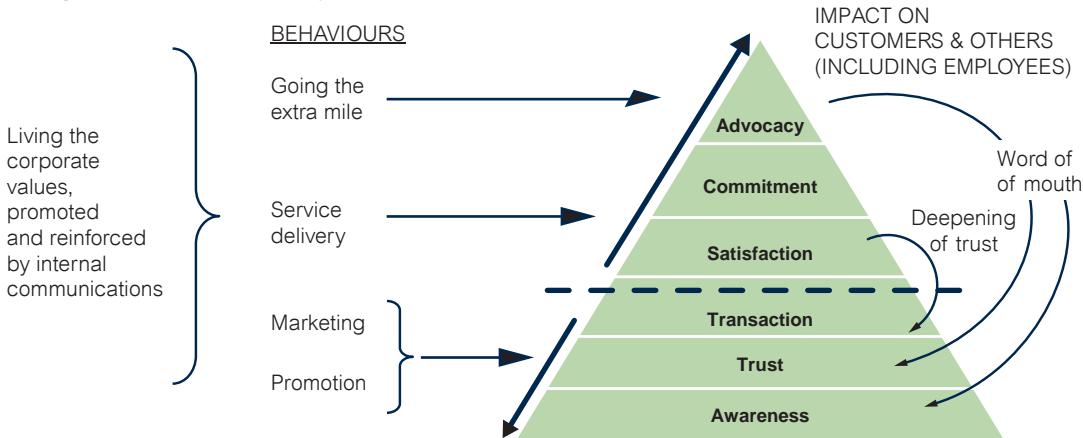 Living the
corporate
values,
promoted
and reinforced
by internal
communications
BEHAVIOURS
Going the
extra mile
Service
delivery
Marketing
Promotion
IMPACT ON
CUSTOMERS & OTHERS
(INCLUDING EMPLOYEES)
Advocacy
Commitment
Satisfaction
Transaction
Trust
Awareness
Word of
of mouth
Deepening
of trust